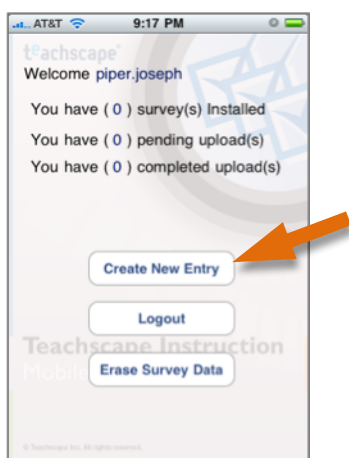 AT&T 9:17 PM
teachscape
Welcome piper.joseph
You have ( 0 ) survey(s) Installed
You have ( 0 ) pending upload(s)
You have ( 0 ) completed upload(s)
Create New Entry
Logout
Teachscape Instruction
Mobile
Erase Survey Data
© Teachscape Inc. All rights reserved.